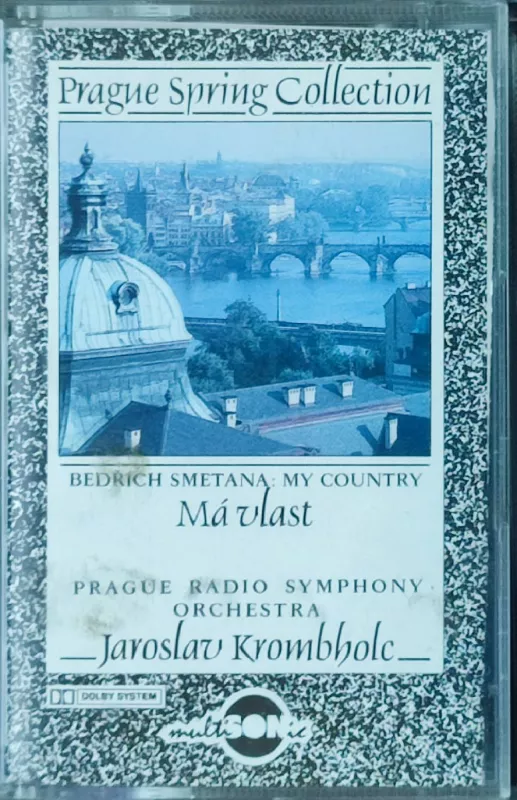 Prague Spring Collection
BEDRICH SMETANA: MY COUNTRY
Má vlast
PRAGUE RADIO SYMPHONY
ORCHESTRA
Jaroslav Krombholc
DOLBY SYSTEM
multiSONic